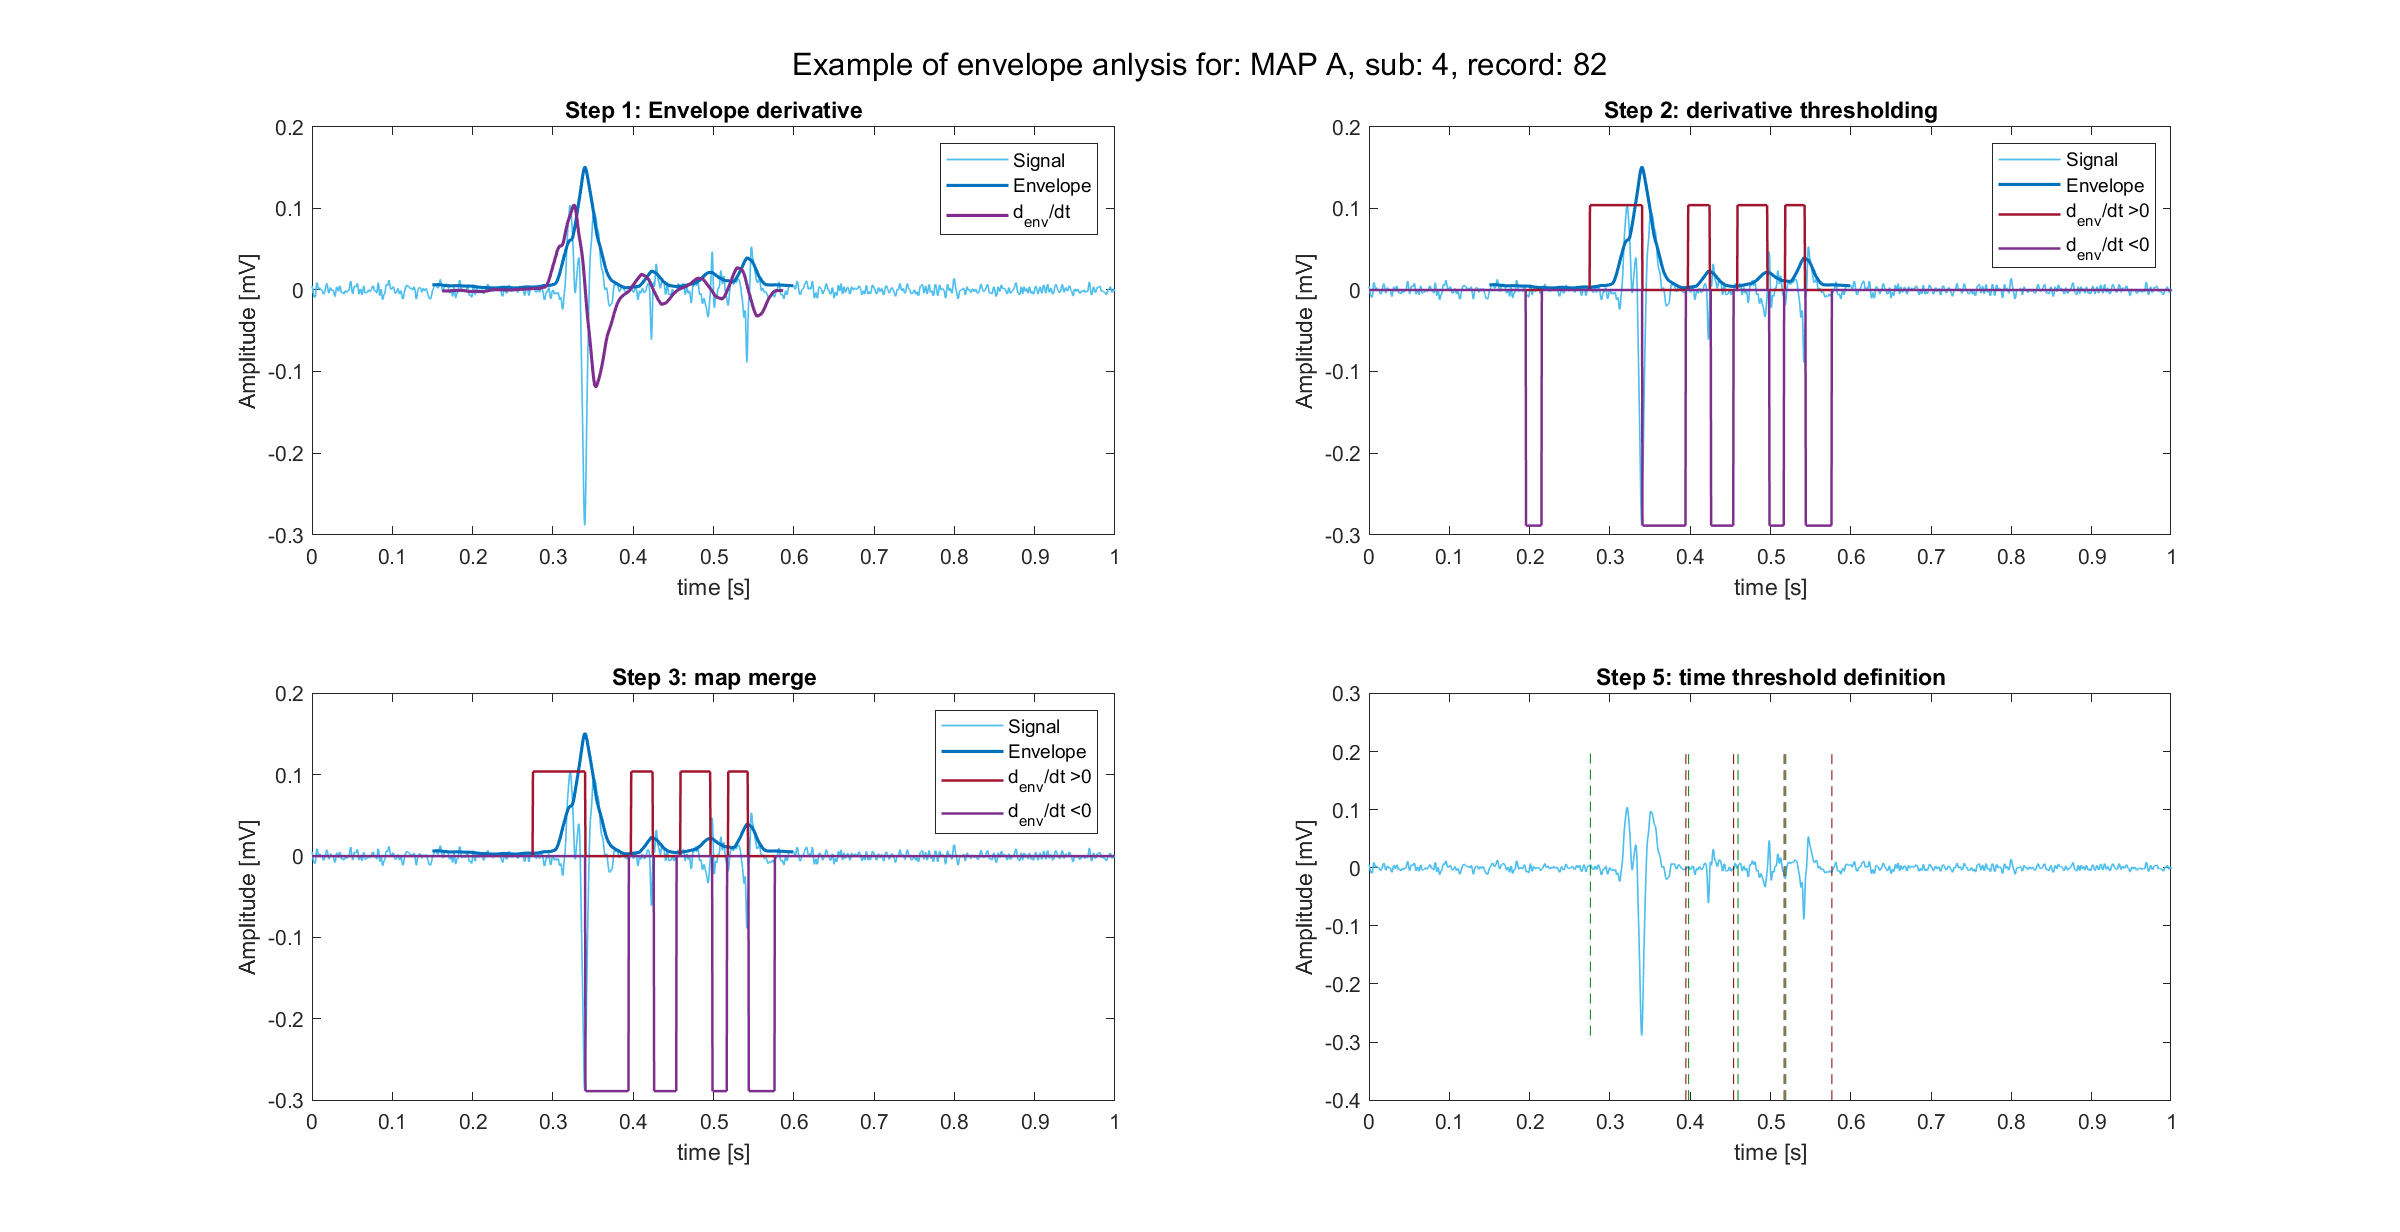 Example of envelope anlysis for: MAP A, sub: 4, record: 82
Step 1: Envelope derivative
0.2
0.1
0
-0.1
-0.2
-0.3
Amplitude [mV]
0 0.1 0.2 0.3 0.4 0.5 0.6 0.7 0.8 0.9 1
time [s]
Signal
Envelope
d_env/dt
Step 2: derivative thresholding
0.2
0.1
0
-0.1
-0.2
-0.3
Amplitude [mV]
0 0.1 0.2 0.3 0.4 0.5 0.6 0.7 0.8 0.9 1
time [s]
Signal
Envelope
d_env/dt >0
d_env/dt <0
Step 3: map merge
0.2
0.1
0
-0.1
-0.2
-0.3
Amplitude [mV]
0 0.1 0.2 0.3 0.4 0.5 0.6 0.7 0.8 0.9 1
time [s]
Signal
Envelope
d_env/dt >0
d_env/dt <0
Step 5: time threshold definition
0.3
0.2
0.1
0
-0.1
-0.2
-0.3
-0.4
Amplitude [mV]
0 0.1 0.2 0.3 0.4 0.5 0.6 0.7 0.8 0.9 1
time [s]